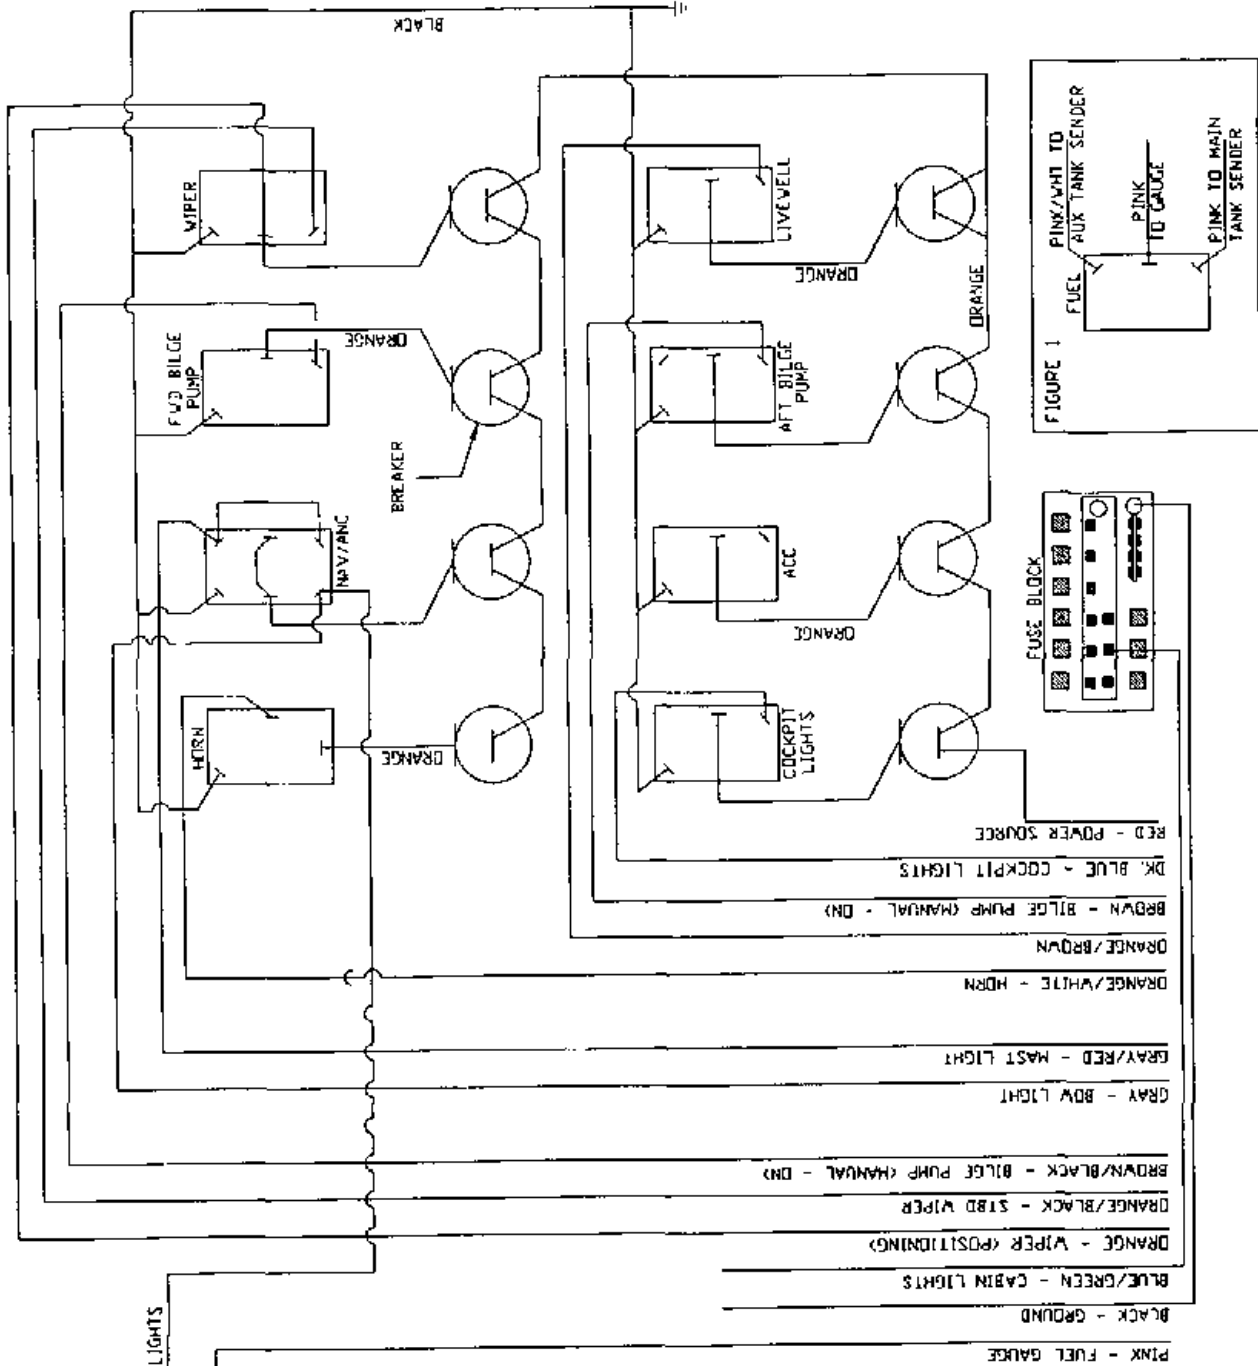 BLACK
WIPER
FWD BILGE
PUMP
ORANGE
BREAKER
NAV/ANC
HORN
ORANGE
LIVEWELL
ORANGE
AFT BILGE
PUMP
ORANGE
ACC
ORANGE
COCKPIT
LIGHTS
FIGURE 1
FUEL
PINK/WHT TO
AUX TANK SENDER
PINK
TO GAUGE
PINK TO MAIN
TANK SENDER
FUSE BLOCK
RED - POWER SOURCE
DK. BLUE - COCKPIT LIGHTS
BROWN - BILGE PUMP (MANUAL - ON)
ORANGE/BROWN
ORANGE/WHITE - HORN
GRAY/RED - MAST LIGHT
GRAY - BOW LIGHT
BROWN/BLACK - BILGE PUMP (MANUAL - ON)
ORANGE/BLACK - STBD WIPER
ORANGE - WIPER (POSITIONING)
BLUE/GREEN - CABIN LIGHTS
BLACK - GROUND
PINK - FUEL GAUGE
LIGHTS